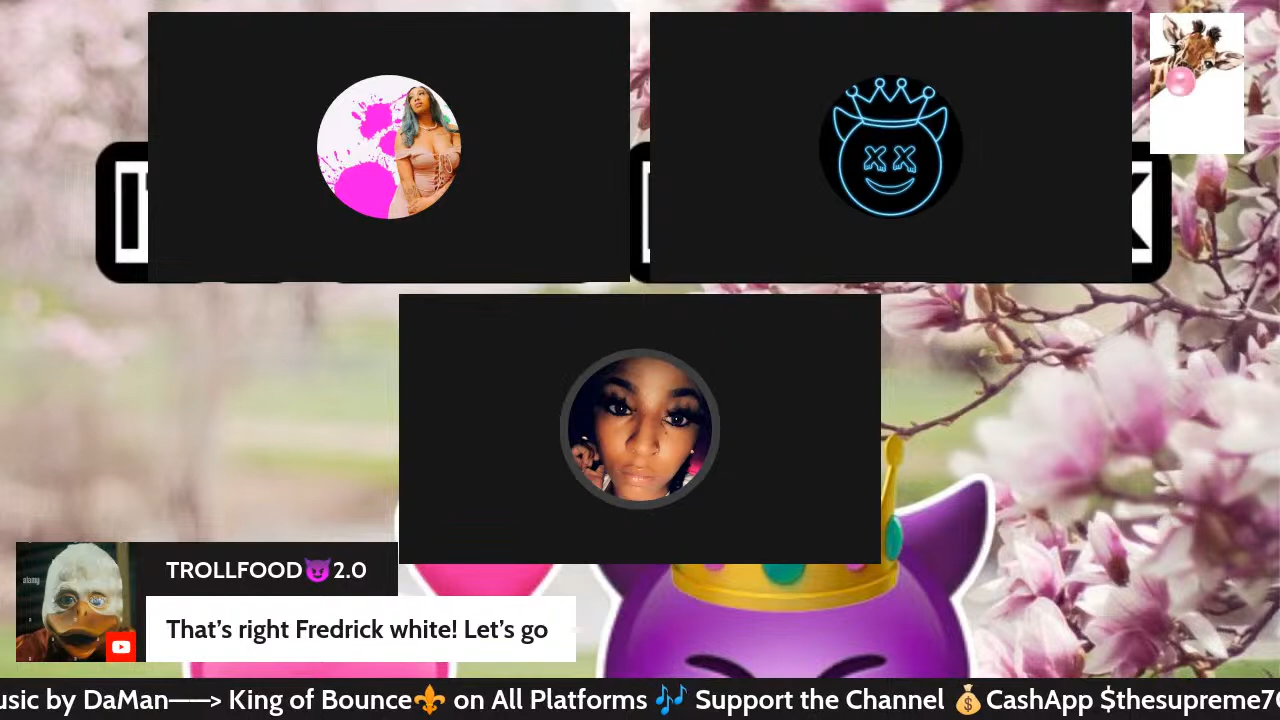 TROLLFOOD😈2.0
That’s right Fredrick white! Let’s go
usic by DaMan——> King of Bounce⚜️ on All Platforms 🎶 Support the Channel 💰CashApp $thesupreme7